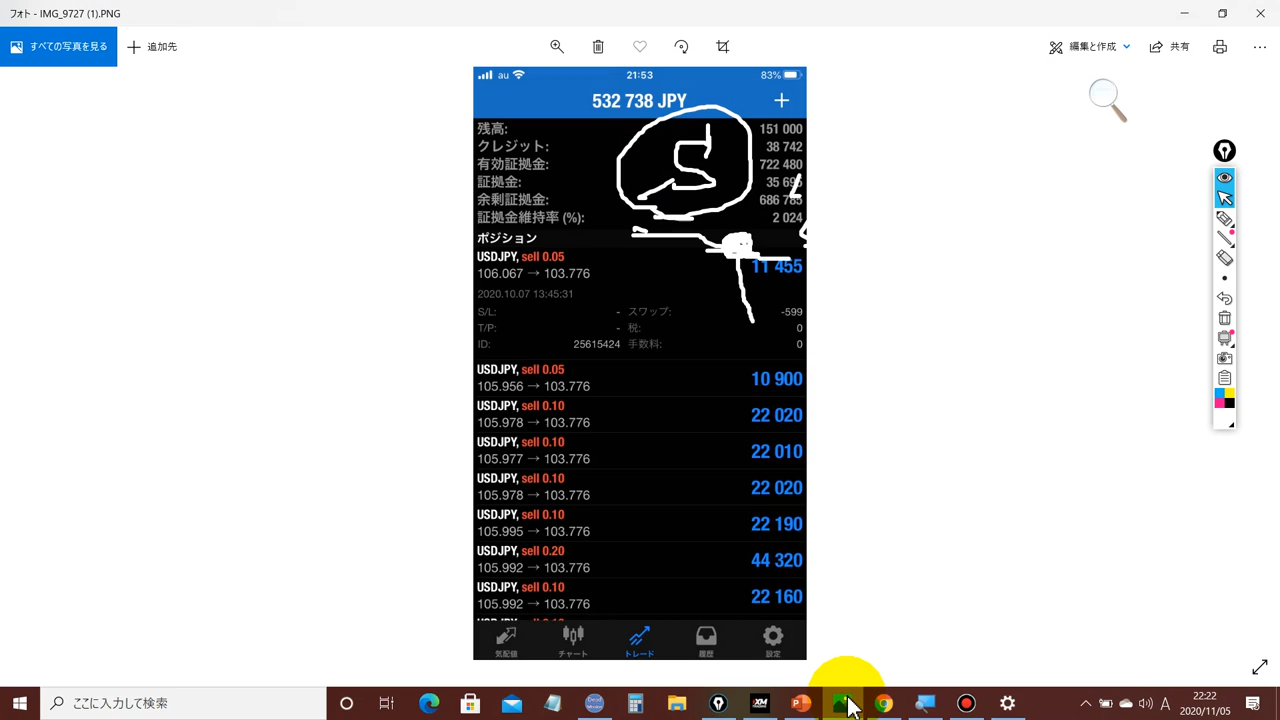 フォト - IMG_9727 (1).PNG
すべての写真を見る
追加先
編集と作成
共有
au 21:53 83%
532 738 JPY
残高: 151 000
クレジット: 38 742
有効証拠金: 722 480
証拠金: 35 695
余剰証拠金: 686 785
証拠金維持率 (%): 2 024
ポジション
USDJPY, sell 0.05
106.067 → 103.776 11 455
2020.10.07 13:45:31
S/L: - スワップ: -599
T/P: - 税: 0
ID: 25615424 手数料: 0
USDJPY, sell 0.05
105.956 → 103.776 10 900
USDJPY, sell 0.10
105.978 → 103.776 22 020
USDJPY, sell 0.10
105.977 → 103.776 22 010
USDJPY, sell 0.10
105.978 → 103.776 22 020
USDJPY, sell 0.10
105.995 → 103.776 22 190
USDJPY, sell 0.20
105.992 → 103.776 44 320
USDJPY, sell 0.10
105.992 → 103.776 22 160
気配値 チャート トレード 履歴 設定
ここに入力して検索
XM
A
22:22
2020/11/05